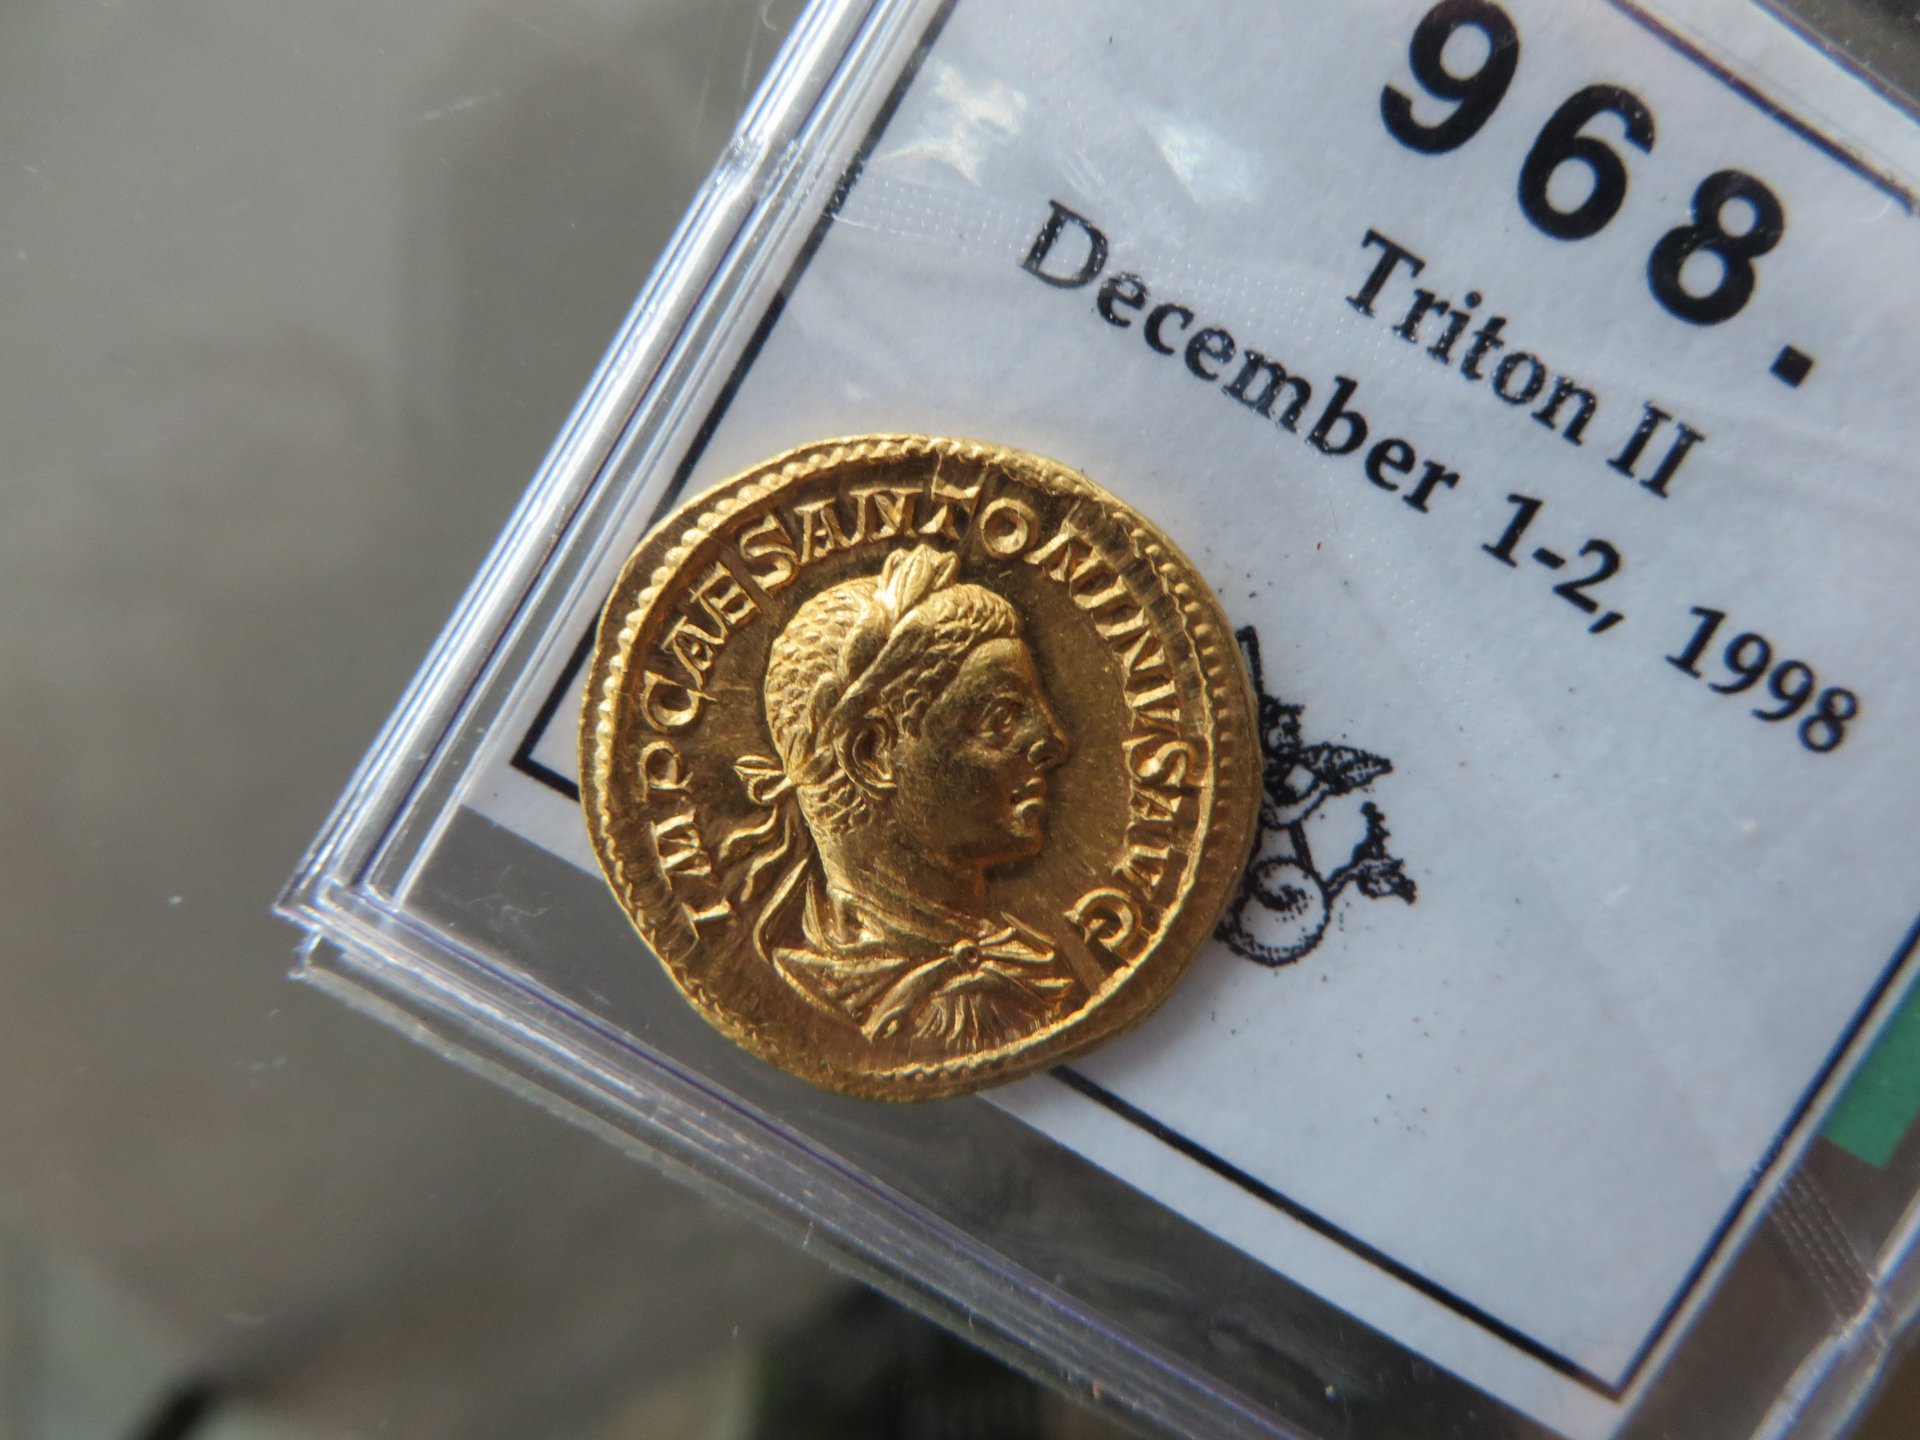 968.
Triton II
December 1-2, 1998
IMPCAESANTONINVSAVG